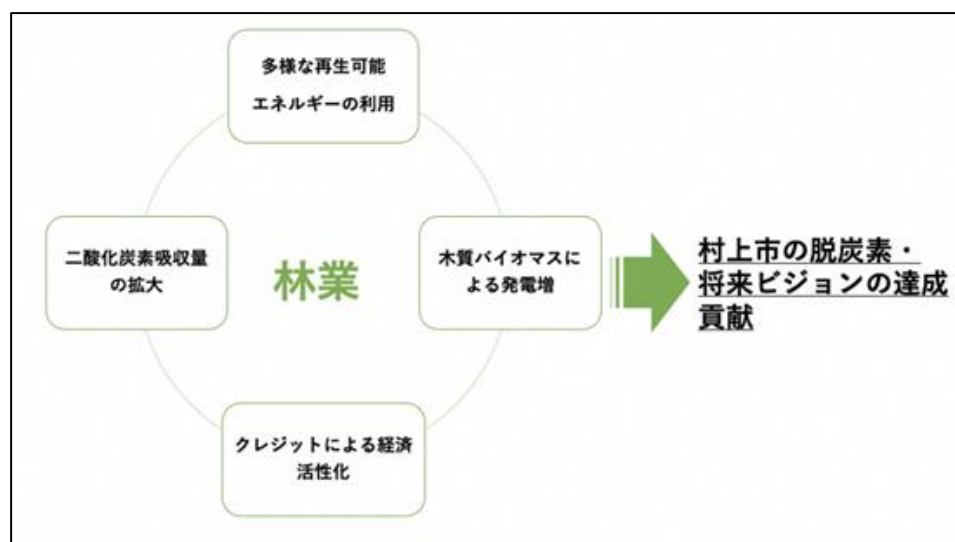 多様な再生可能
エネルギーの利用
二酸化炭素吸収量
の拡大
林業
木質バイオマスに
よる発電増
村上市の脱炭素・
将来ビジョンの達成
貢献
クレジットによる経済
活性化